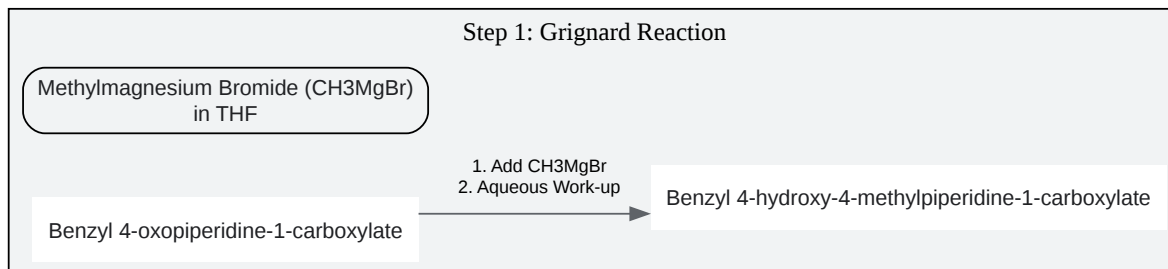 Step 1: Grignard Reaction
Methylmagnesium Bromide (CH3MgBr)
in THF
1. Add CH3MgBr
2. Aqueous Work-up
Benzyl 4-oxopiperidine-1-carboxylate
Benzyl 4-hydroxy-4-methylpiperidine-1-carboxylate